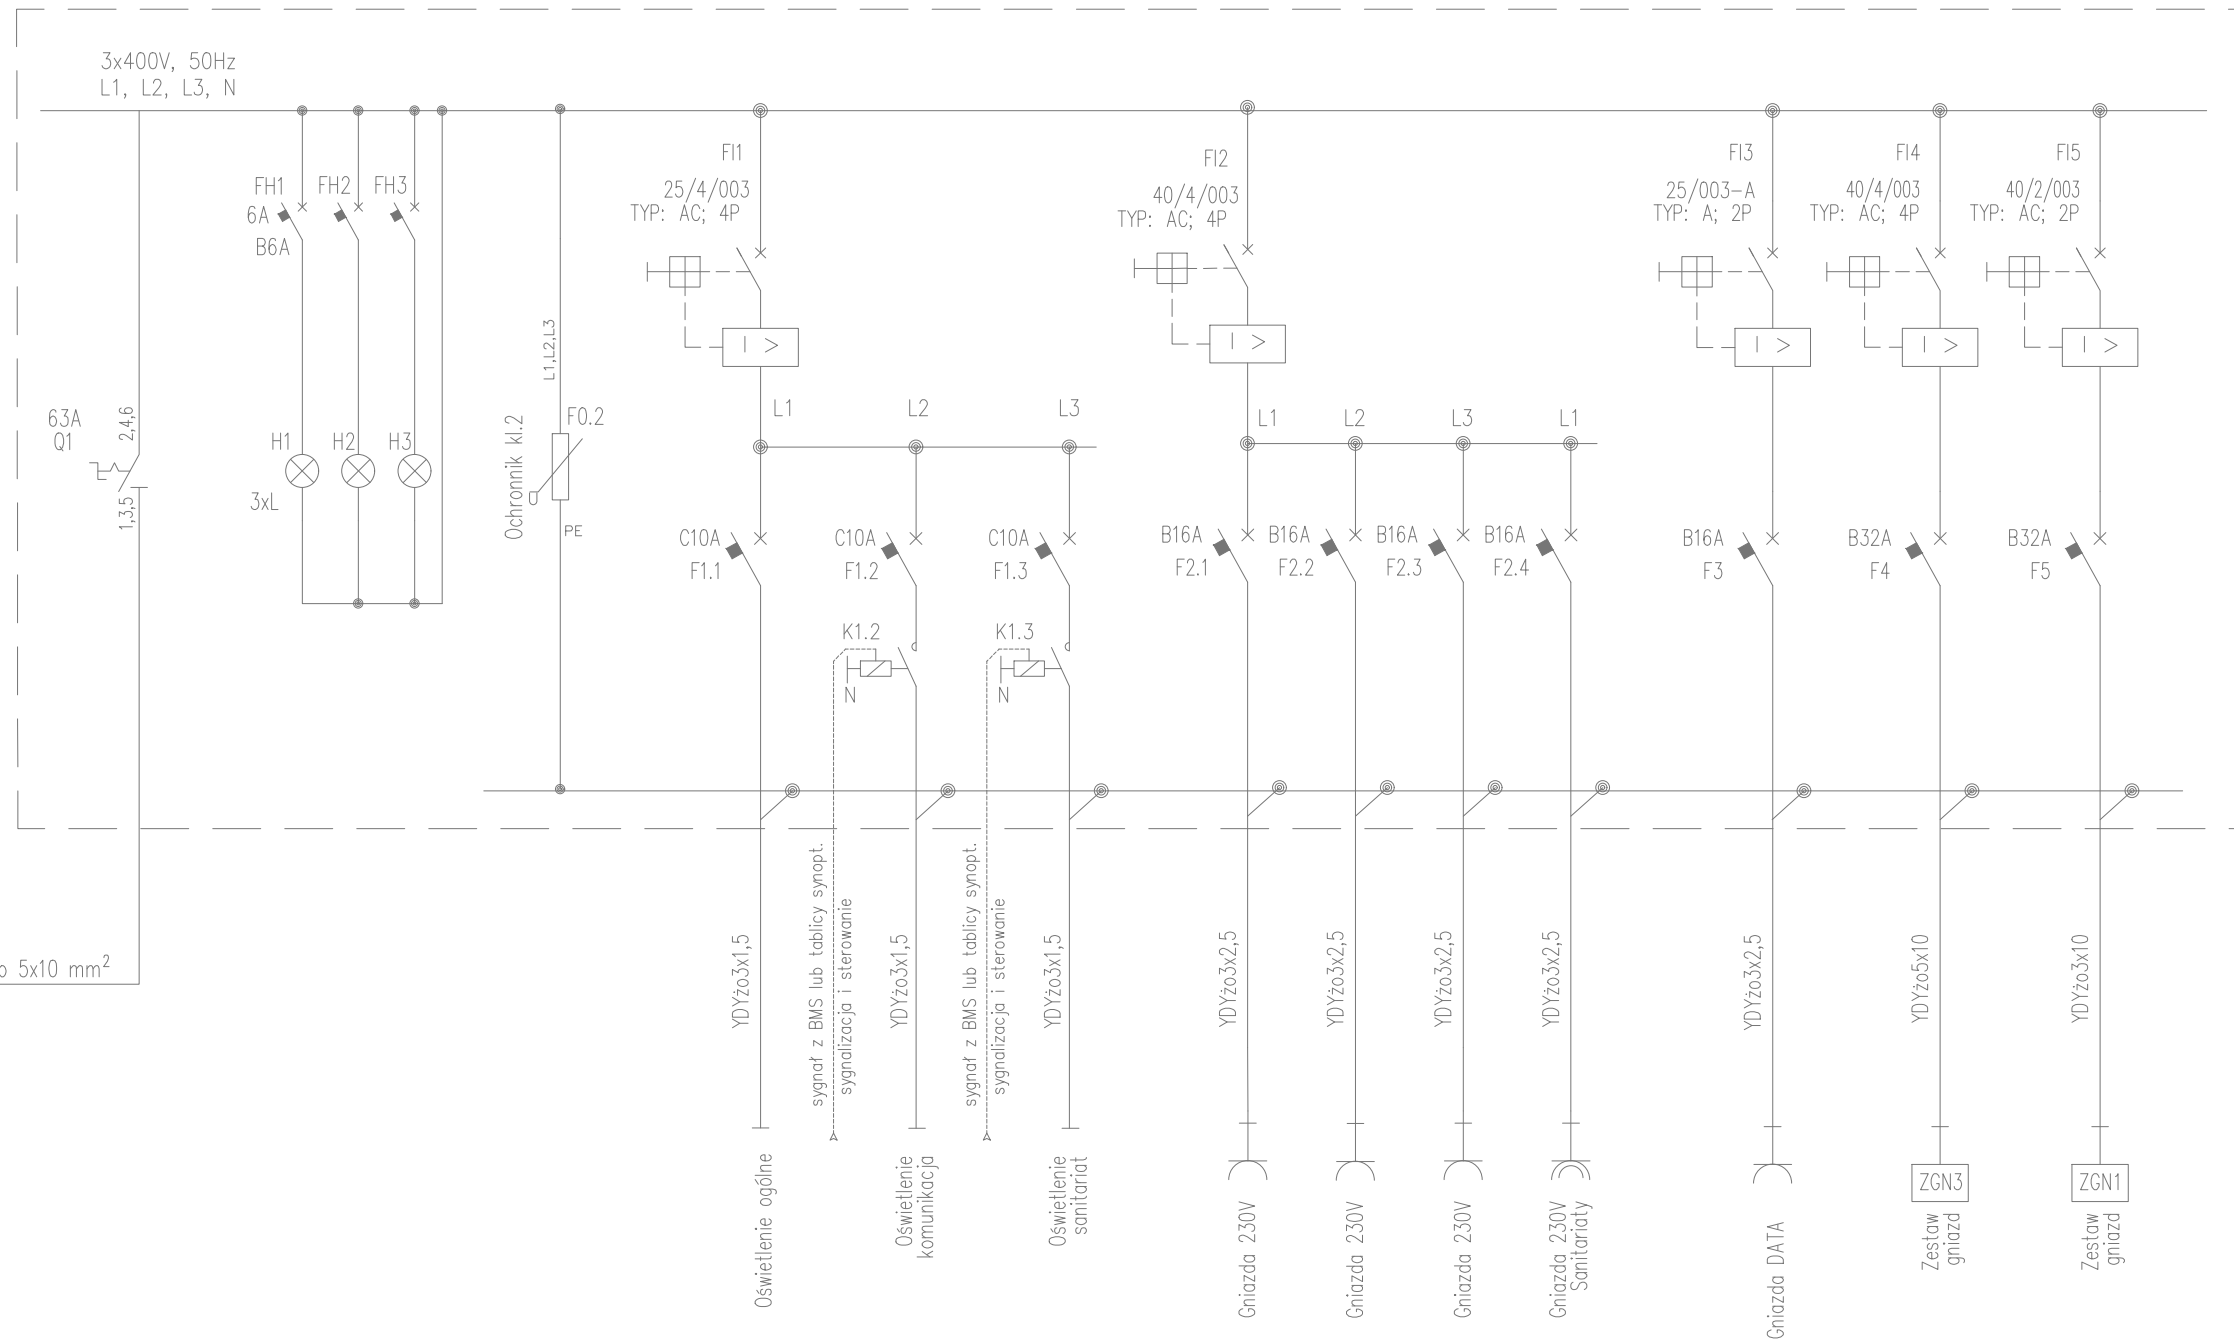 3x400V, 50Hz
L1, L2, L3, N
FH1
FH2
FH3
6A
B6A
63A
Q1
2,4,6
1,3,5
H1
H2
H3
3xL
L1,L2,L3
F0.2
Ochronnik kl.2
PE
FI1
25/4/003
TYP: AC; 4P
I >
L1
L2
L3
C10A
F1.1
C10A
F1.2
C10A
F1.3
K1.2
N
K1.3
N
FI2
40/4/003
TYP: AC; 4P
I >
L1
L2
L3
L1
B16A
F2.1
B16A
F2.2
B16A
F2.3
B16A
F2.4
FI3
25/003-A
TYP: A; 2P
I >
B16A
F3
FI4
40/4/003
TYP: AC; 4P
I >
B32A
F4
FI5
40/2/003
TYP: AC; 2P
I >
B32A
F5
o 5x10 mm²
YDYżo3x1,5
sygnał z BMS lub tablicy synopt.
sygnalizacja i sterowanie
YDYżo3x1,5
sygnał z BMS lub tablicy synopt.
sygnalizacja i sterowanie
YDYżo3x1,5
YDYżo3x2,5
YDYżo3x2,5
YDYżo3x2,5
YDYżo3x2,5
YDYżo3x2,5
YDYżo5x10
YDYżo3x10
Oświetlenie ogólne
Oświetlenie
komunikacja
Oświetlenie
sanitariat
Gniazda 230V
Gniazda 230V
Gniazda 230V
Gniazda 230V
Sanitariaty
Gniazda DATA
ZGN3
Zestaw
gniazd
ZGN1
Zestaw
gniazd